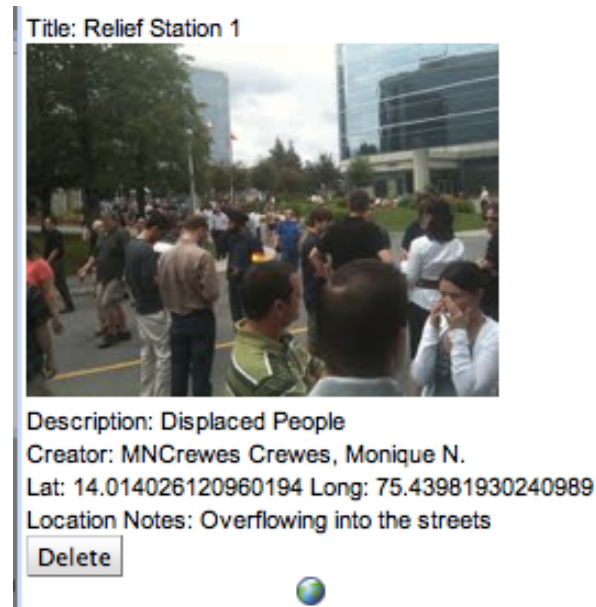 Title: Relief Station 1
Description: Displaced People
Creator: MNCrewes Crewes, Monique N.
Lat: 14.014026120960194 Long: 75.43981930240989
Location Notes: Overflowing into the streets
Delete